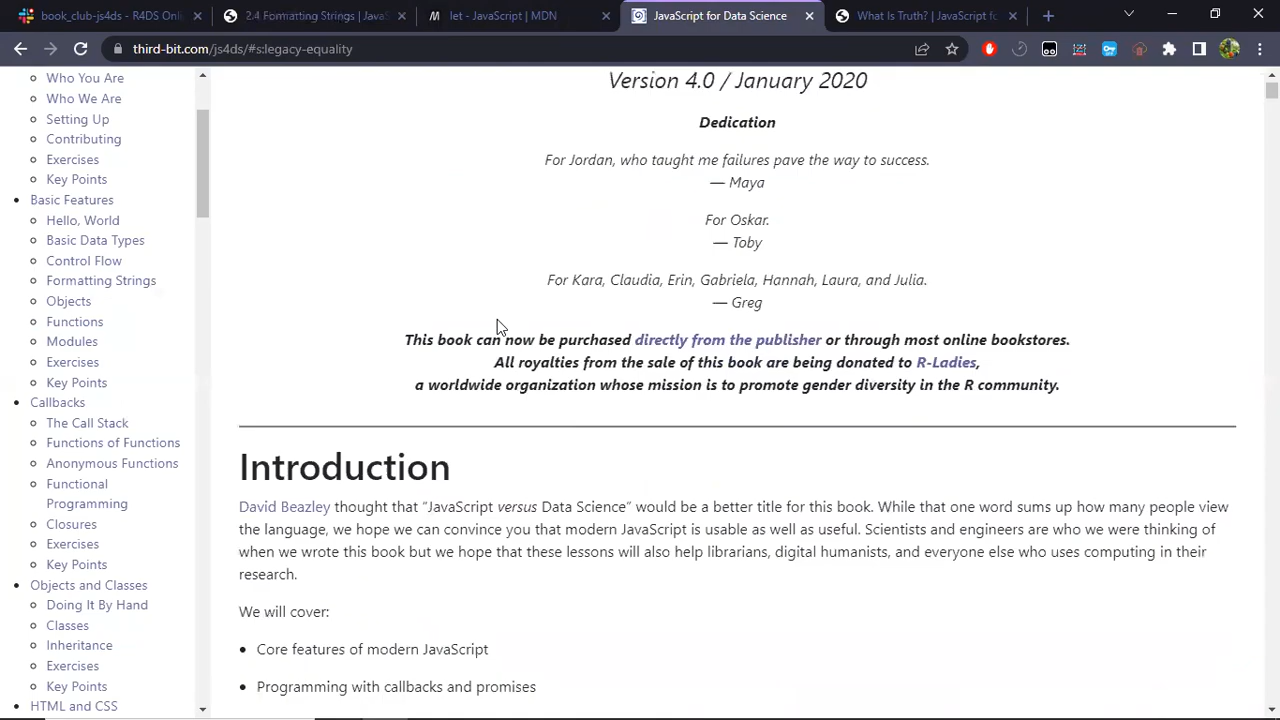 book_club-js4ds - R4DS Onl
2.4 Formatting Strings | JavaS
let - JavaScript | MDN
JavaScript for Data Science
What Is Truth? | JavaScript fo
third-bit.com/js4ds/#s:legacy-equality
Who You Are
Who We Are
Setting Up
Contributing
Exercises
Key Points
Basic Features
Hello, World
Basic Data Types
Control Flow
Formatting Strings
Objects
Functions
Modules
Exercises
Key Points
Callbacks
The Call Stack
Functions of Functions
Anonymous Functions
Functional
Programming
Closures
Exercises
Key Points
Objects and Classes
Doing It By Hand
Classes
Inheritance
Exercises
Key Points
HTML and CSS
Version 4.0 / January 2020
Dedication
For Jordan, who taught me failures pave the way to success.
— Maya
For Oskar.
— Toby
For Kara, Claudia, Erin, Gabriela, Hannah, Laura, and Julia.
— Greg
This book can now be purchased directly from the publisher or through most online bookstores.
All royalties from the sale of this book are being donated to R-Ladies,
a worldwide organization whose mission is to promote gender diversity in the R community.
Introduction
David Beazley thought that “JavaScript versus Data Science” would be a better title for this book. While that one word sums up how many people view
the language, we hope we can convince you that modern JavaScript is usable as well as useful. Scientists and engineers are who we were thinking of
when we wrote this book but we hope that these lessons will also help librarians, digital humanists, and everyone else who uses computing in their
research.
We will cover:
Core features of modern JavaScript
Programming with callbacks and promises